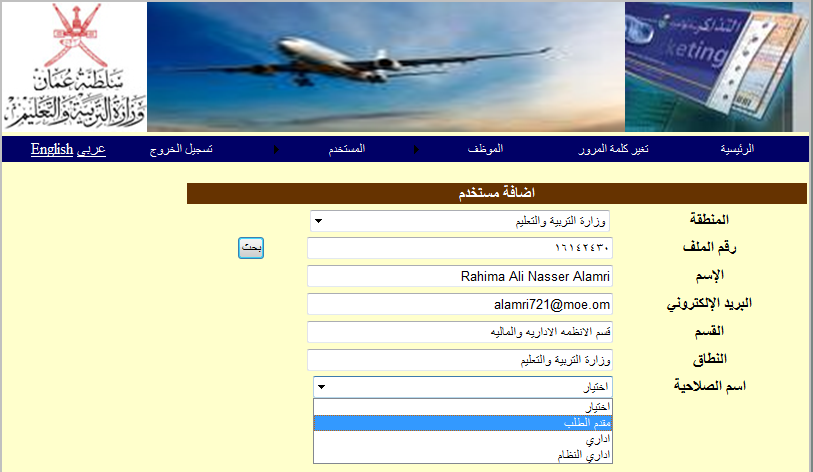 سلطنة عُمان
وزارة التربية والتعليم
التذاكر
keting
الرئيسية
تغير كلمة المرور
الموظف
المستخدم
تسجيل الخروج
عربى English
اضافة مستخدم
المنطقة وزارة التربية والتعليم
رقم الملف ١٦١٤٢٤٣٠ بحث
الإسم Rahima Ali Nasser Alamri
البريد الإلكتروني alamri721@moe.om
القسم قسم الانظمه الاداريه والماليه
النطاق وزارة التربية والتعليم
اسم الصلاحية اختيار
اختيار
مقدم الطلب
اداري
اداري النظام